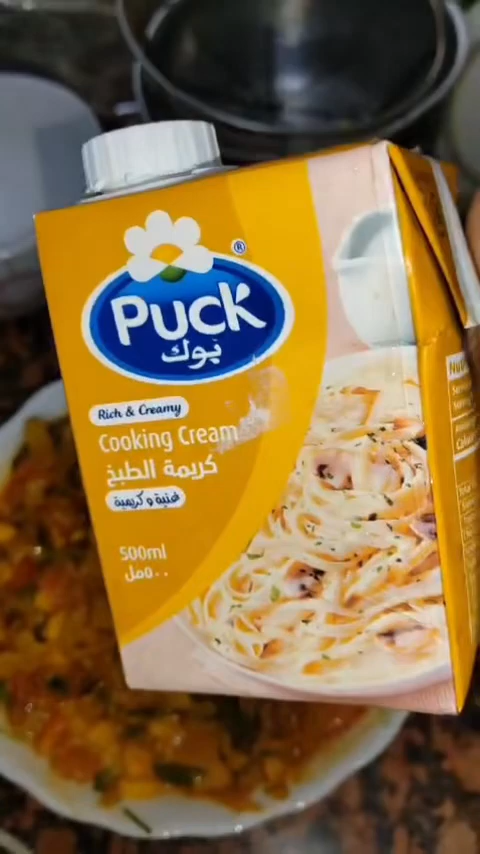 ®
Puck
بوك
Rich & Creamy
Cooking Cream
كريمة الطبخ
غنية و كريمية
500ml
٥٠٠مل